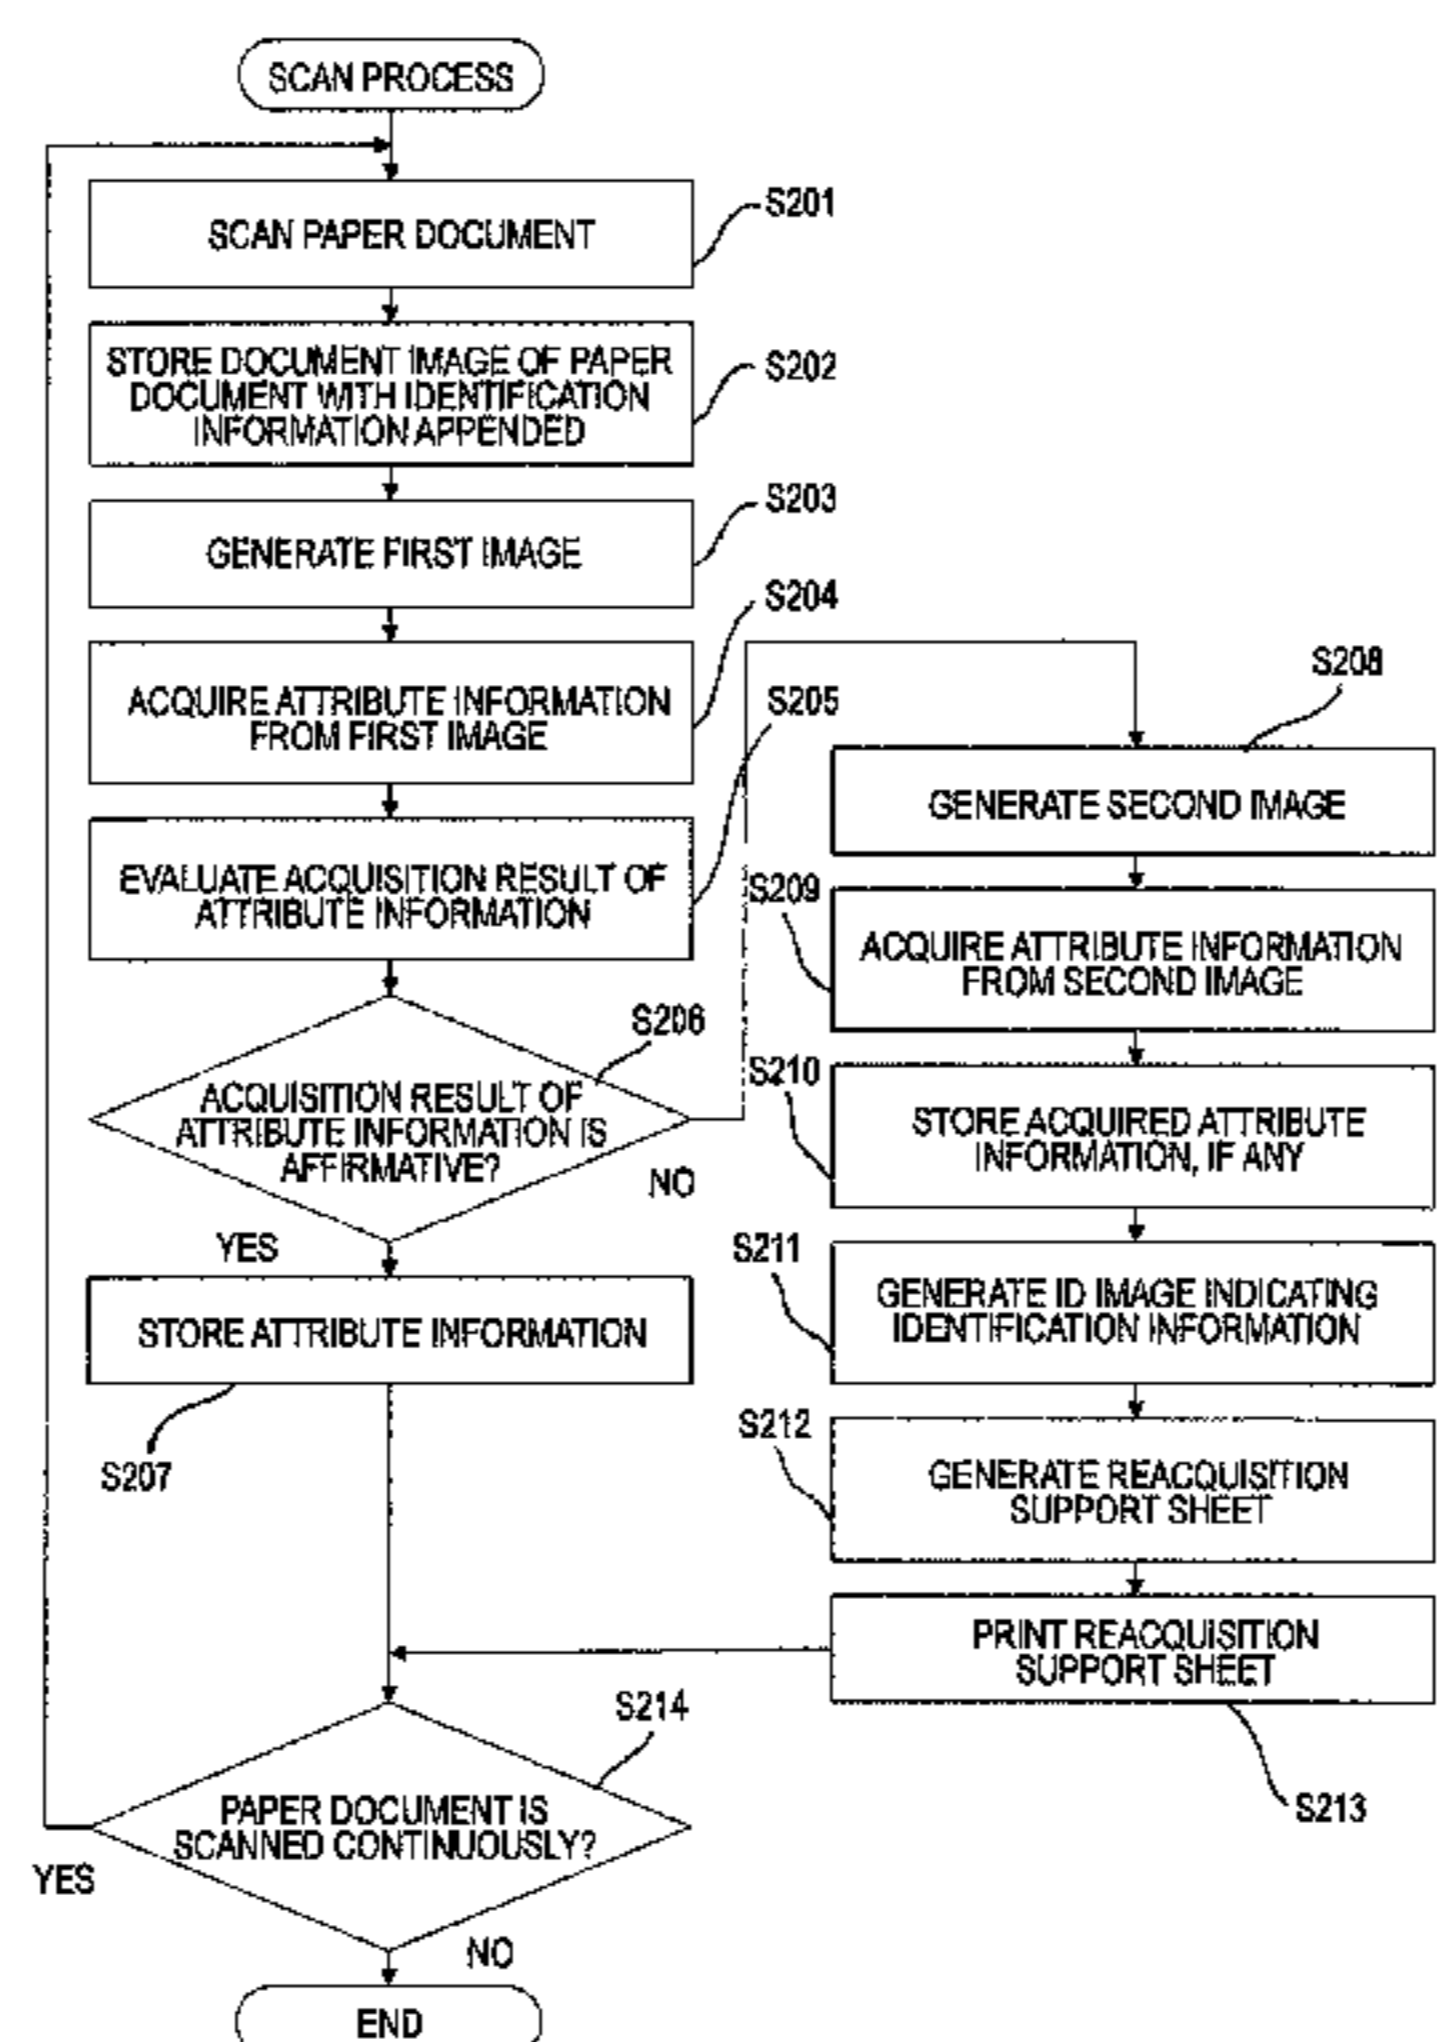 SCAN PROCESS
SCAN PAPER DOCUMENT
S201
STORE DOCUMENT IMAGE OF PAPER
DOCUMENT WITH IDENTIFICATION
INFORMATION APPENDED
S202
GENERATE FIRST IMAGE
S203
ACQUIRE ATTRIBUTE INFORMATION
FROM FIRST IMAGE
S204
EVALUATE ACQUISITION RESULT OF
ATTRIBUTE INFORMATION
S205
ACQUISITION RESULT OF
ATTRIBUTE INFORMATION IS
AFFIRMATIVE?
S206
NO
YES
STORE ATTRIBUTE INFORMATION
S207
S208
GENERATE SECOND IMAGE
S209
ACQUIRE ATTRIBUTE INFORMATION
FROM SECOND IMAGE
S210
STORE ACQUIRED ATTRIBUTE
INFORMATION, IF ANY
S211
GENERATE ID IMAGE INDICATING
IDENTIFICATION INFORMATION
S212
GENERATE REACQUISITION
SUPPORT SHEET
PRINT REACQUISITION
SUPPORT SHEET
S213
S214
PAPER DOCUMENT IS
SCANNED CONTINUOUSLY?
YES
NO
END